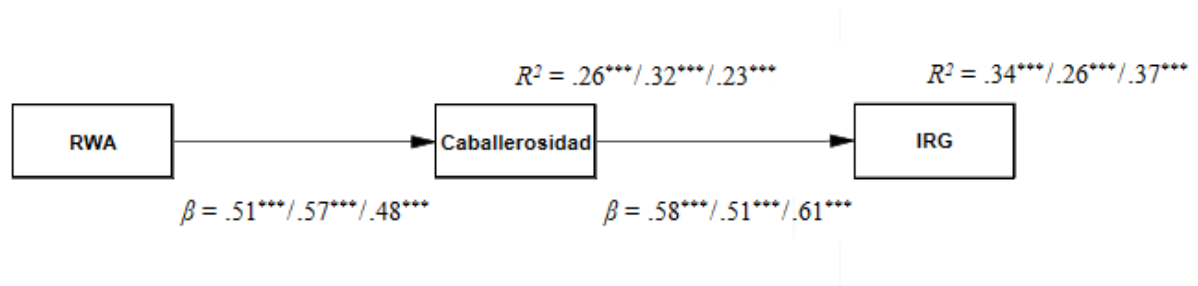 R² = .26***/.32***/.23***
R² = .34***/.26***/.37***
RWA
Caballerosidad
IRG
β = .51***/.57***/.48***
β = .58***/.51***/.61***